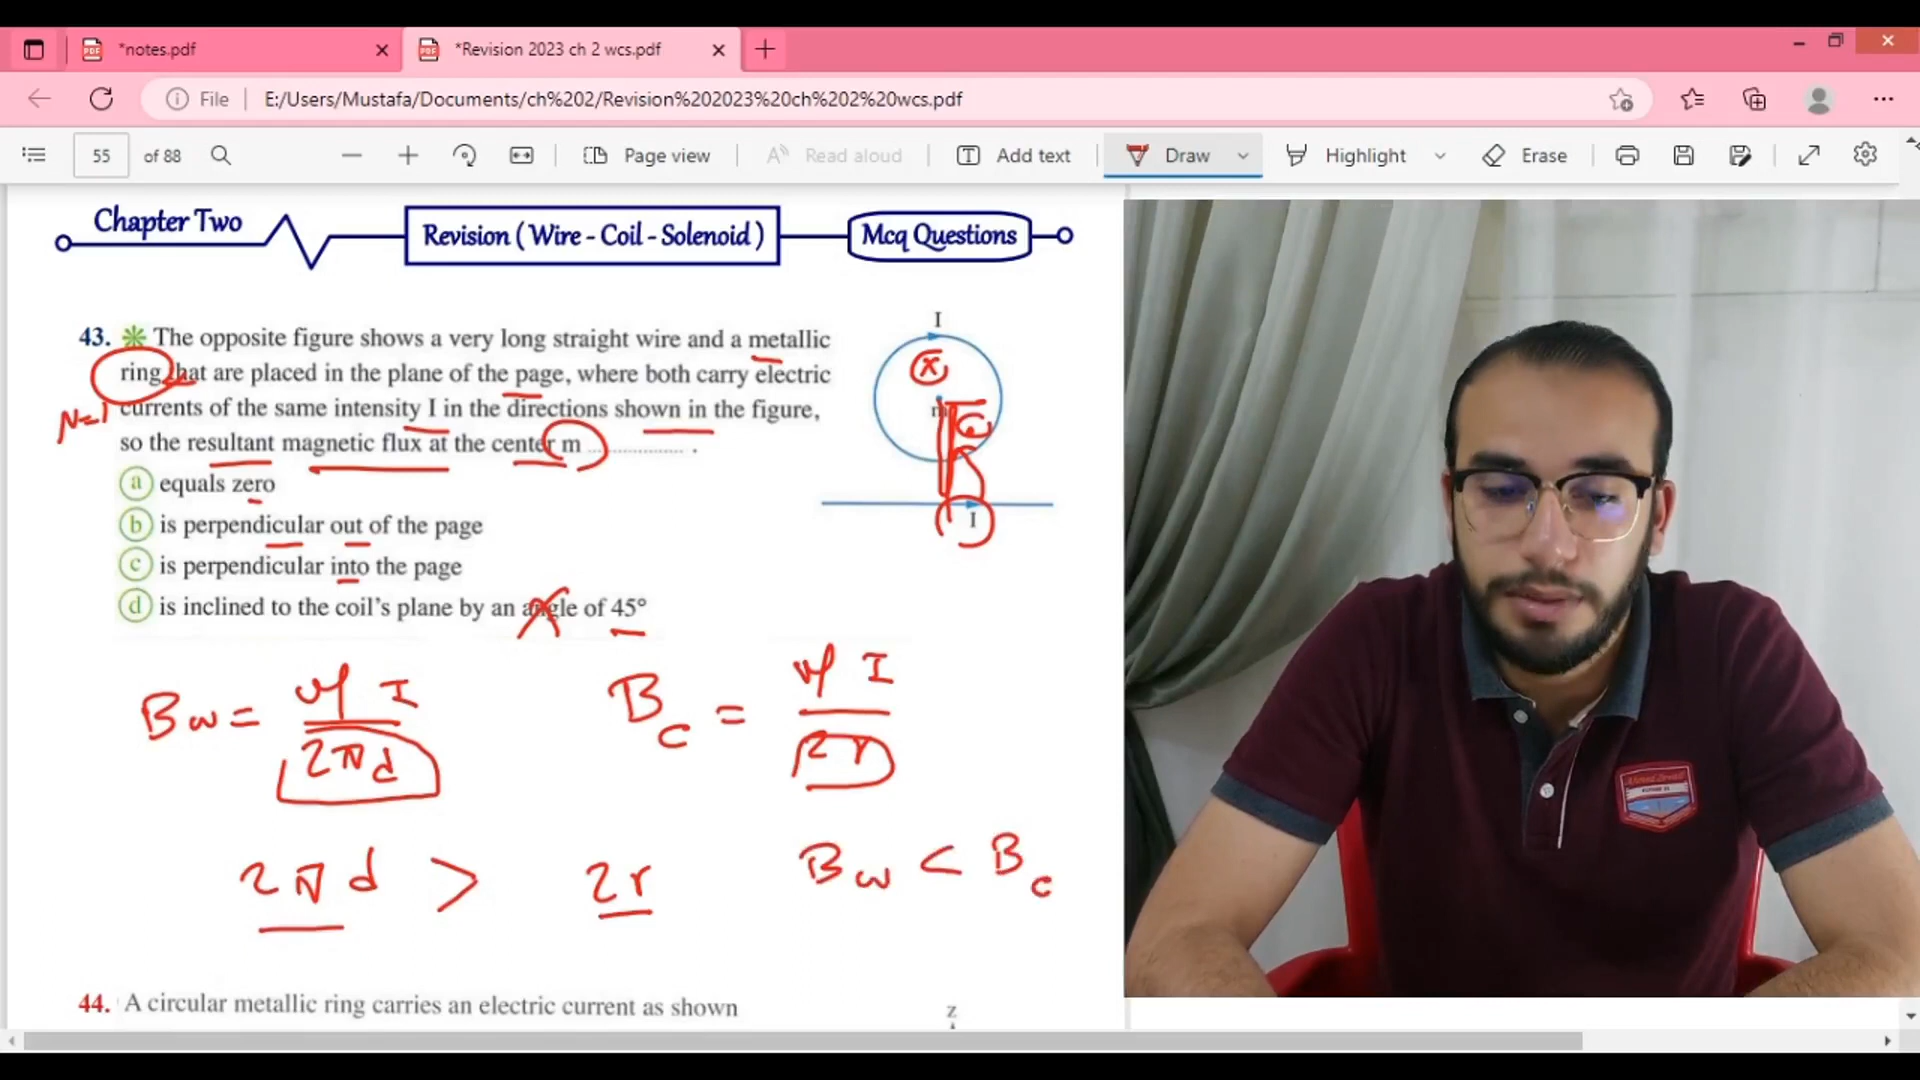 *notes.pdf
*Revision 2023 ch 2 wcs.pdf
File
E:/Users/Mustafa/Documents/ch%202/Revision%202023%20ch%202%20wcs.pdf
55 of 88
Page view
Read aloud
Add text
Draw
Highlight
Erase
Chapter Two
Revision ( Wire - Coil - Solenoid )
Mcq Questions
43. The opposite figure shows a very long straight wire and a metallic
ring that are placed in the plane of the page, where both carry electric
N=1
currents of the same intensity I in the directions shown in the figure,
so the resultant magnetic flux at the center m .................... .
a equals zero
b is perpendicular out of the page
c is perpendicular into the page
d is inclined to the coil's plane by an angle of 45°
I
x
m
I
Bw = μ I / 2πd
Bc = μ I / 2r
2πd > 2r
Bw < Bc
44. A circular metallic ring carries an electric current as shown
z